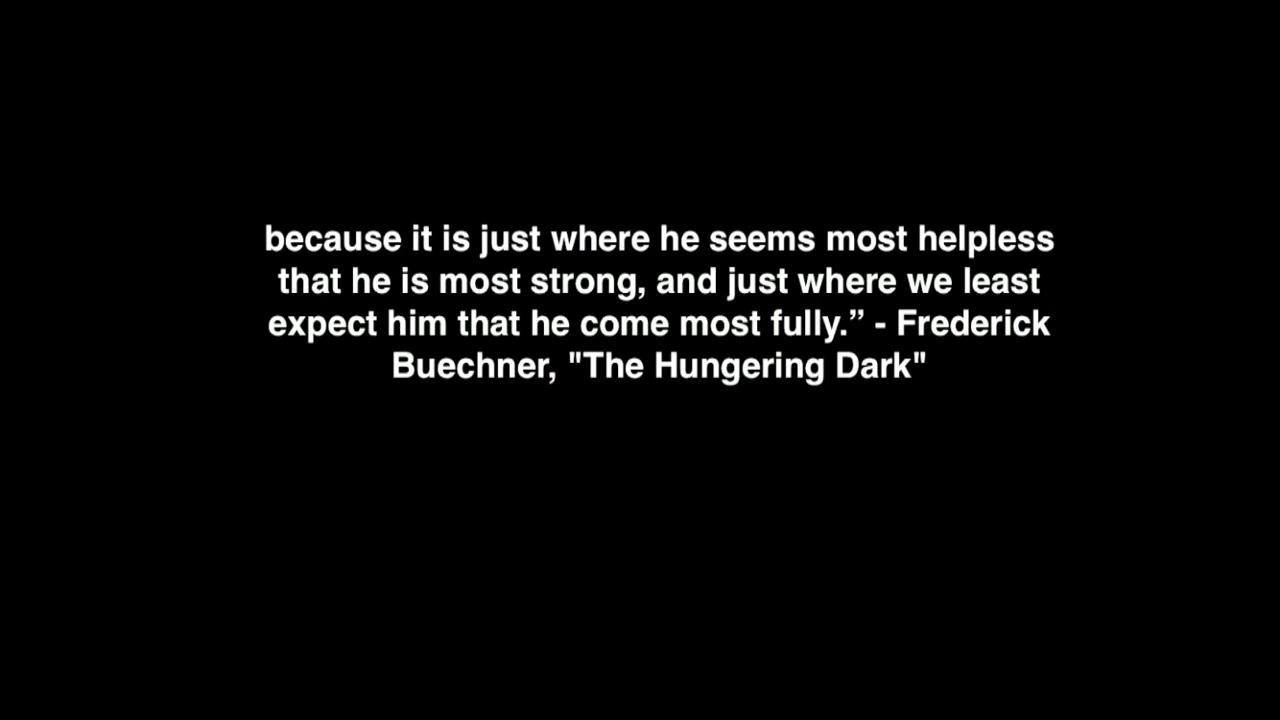 because it is just where he seems most helpless
that he is most strong, and just where we least
expect him that he come most fully.” - Frederick
Buechner, "The Hungering Dark"